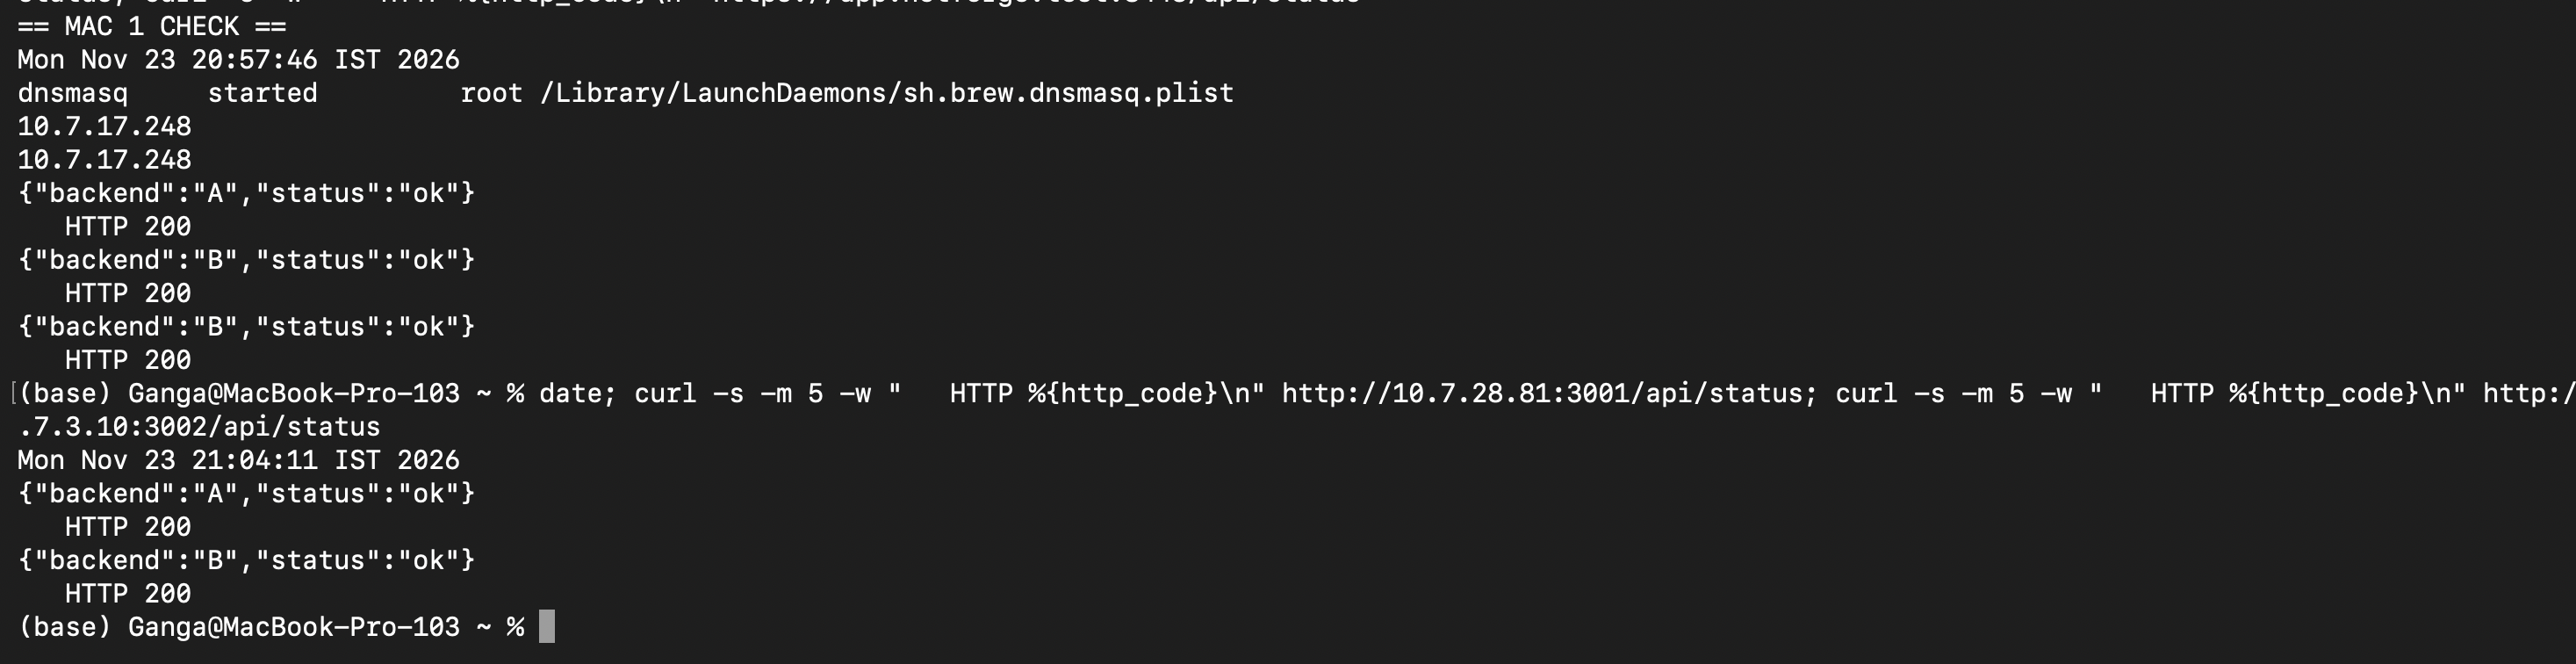 == MAC 1 CHECK ==
Mon Nov 23 20:57:46 IST 2026
dnsmasq     started         root /Library/LaunchDaemons/sh.brew.dnsmasq.plist
10.7.17.248
10.7.17.248
{"backend":"A","status":"ok"}
   HTTP 200
{"backend":"B","status":"ok"}
   HTTP 200
{"backend":"B","status":"ok"}
   HTTP 200
[(base) Ganga@MacBook-Pro-103 ~ % date; curl -s -m 5 -w "   HTTP %{http_code}\n" http://10.7.28.81:3001/api/status; curl -s -m 5 -w "   HTTP %{http_code}\n" http:/
.7.3.10:3002/api/status
Mon Nov 23 21:04:11 IST 2026
{"backend":"A","status":"ok"}
   HTTP 200
{"backend":"B","status":"ok"}
   HTTP 200
(base) Ganga@MacBook-Pro-103 ~ %